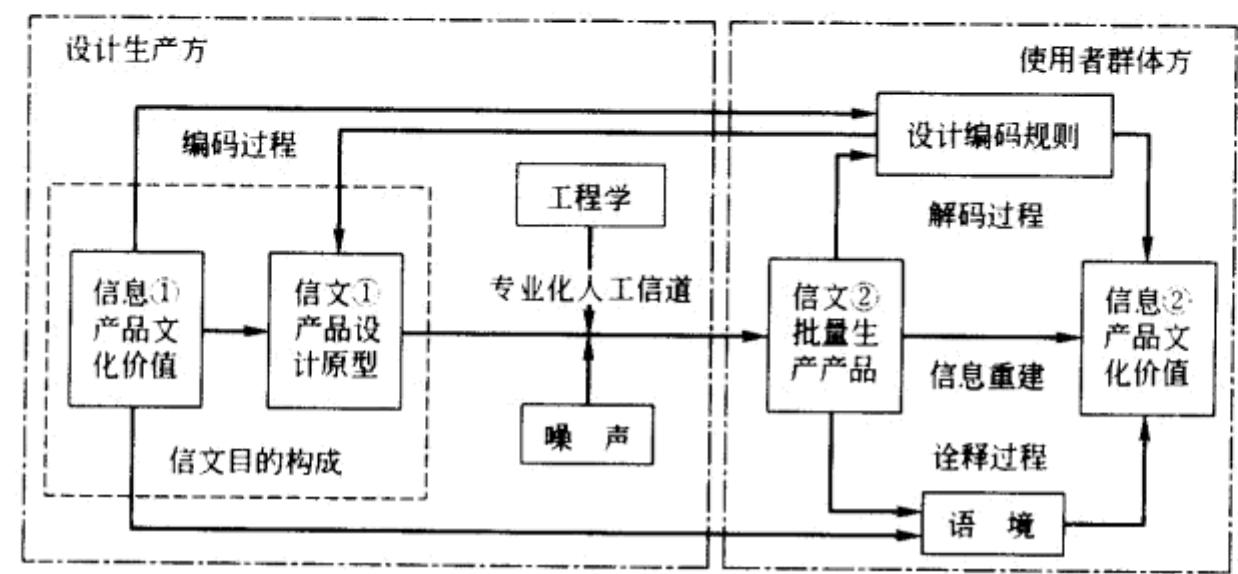 设计生产方
使用者群体方
编码过程
设计编码规则
工程学
解码过程
信息①
产品文
化价值
信文①
产品设
计原型
专业化人工信道
信文②
批量生
产产品
信息②
产品文
化价值
信息重建
噪 声
信文目的构成
诠释过程
语 境